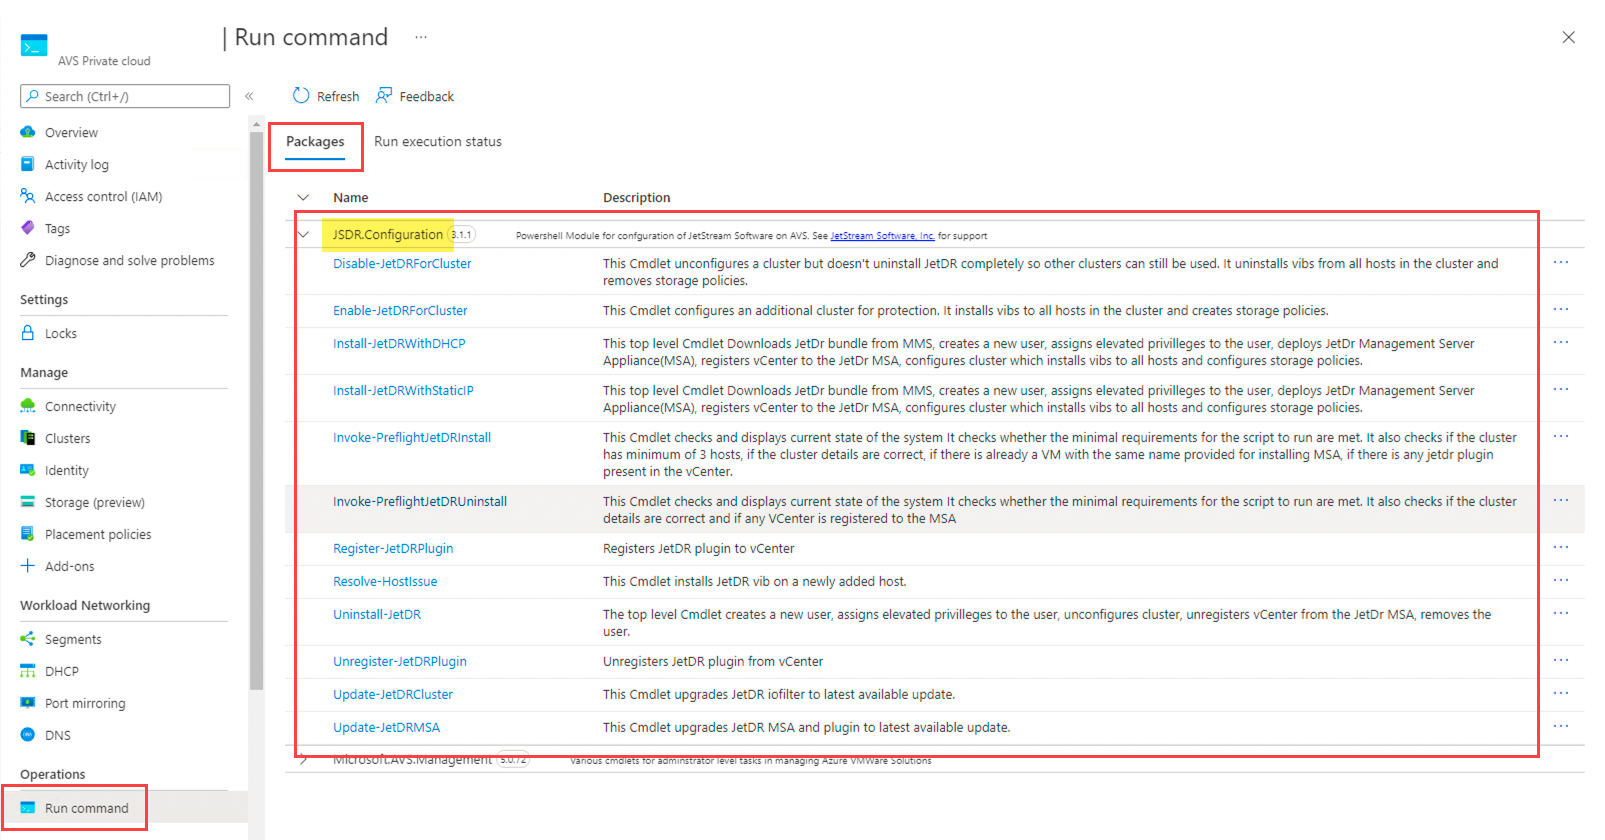 | Run command ...
AVS Private cloud
Search (Ctrl+/)
«
Refresh
Feedback
Overview
Activity log
Access control (IAM)
Tags
Diagnose and solve problems
Settings
Locks
Manage
Connectivity
Clusters
Identity
Storage (preview)
Placement policies
Add-ons
Workload Networking
Segments
DHCP
Port mirroring
DNS
Operations
Run command
Packages
Run execution status
Name Description
JSDR.Configuration 3.1.1 Powershell Module for confguration of JetStream Software on AVS. See JetStream Software, Inc. for support
Disable-JetDRForCluster This Cmdlet unconfigures a cluster but doesn't uninstall JetDR completely so other clusters can still be used. It uninstalls vibs from all hosts in the cluster and
removes storage policies.
Enable-JetDRForCluster This Cmdlet configures an additional cluster for protection. It installs vibs to all hosts in the cluster and creates storage policies.
Install-JetDRWithDHCP This top level Cmdlet Downloads JetDr bundle from MMS, creates a new user, assigns elevated privilleges to the user, deploys JetDr Management Server
Appliance(MSA), registers vCenter to the JetDr MSA, configures cluster which installs vibs to all hosts and configures storage policies.
Install-JetDRWithStaticIP This top level Cmdlet Downloads JetDr bundle from MMS, creates a new user, assigns elevated privilleges to the user, deploys JetDr Management Server
Appliance(MSA), registers vCenter to the JetDr MSA, configures cluster which installs vibs to all hosts and configures storage policies.
Invoke-PreflightJetDRInstall This Cmdlet checks and displays current state of the system It checks whether the minimal requirements for the script to run are met. It also checks if the cluster
has minimum of 3 hosts, if the cluster details are correct, if there is already a VM with the same name provided for installing MSA, if there is any jetdr plugin
present in the vCenter.
Invoke-PreflightJetDRUninstall This Cmdlet checks and displays current state of the system It checks whether the minimal requirements for the script to run are met. It also checks if the cluster
details are correct and if any VCenter is registered to the MSA
Register-JetDRPlugin Registers JetDR plugin to vCenter
Resolve-HostIssue This Cmdlet installs JetDR vib on a newly added host.
Uninstall-JetDR The top level Cmdlet creates a new user, assigns elevated privilleges to the user, unconfigures cluster, unregisters vCenter from the JetDr MSA, removes the
user.
Unregister-JetDRPlugin Unregisters JetDR plugin from vCenter
Update-JetDRCluster This Cmdlet upgrades JetDR iofilter to latest available update.
Update-JetDRMSA This Cmdlet upgrades JetDR MSA and plugin to latest available update.
Microsoft.AVS.Management 5.0.72 Various cmdlets for adminstrator level tasks in managing Azure VMWare Solutions